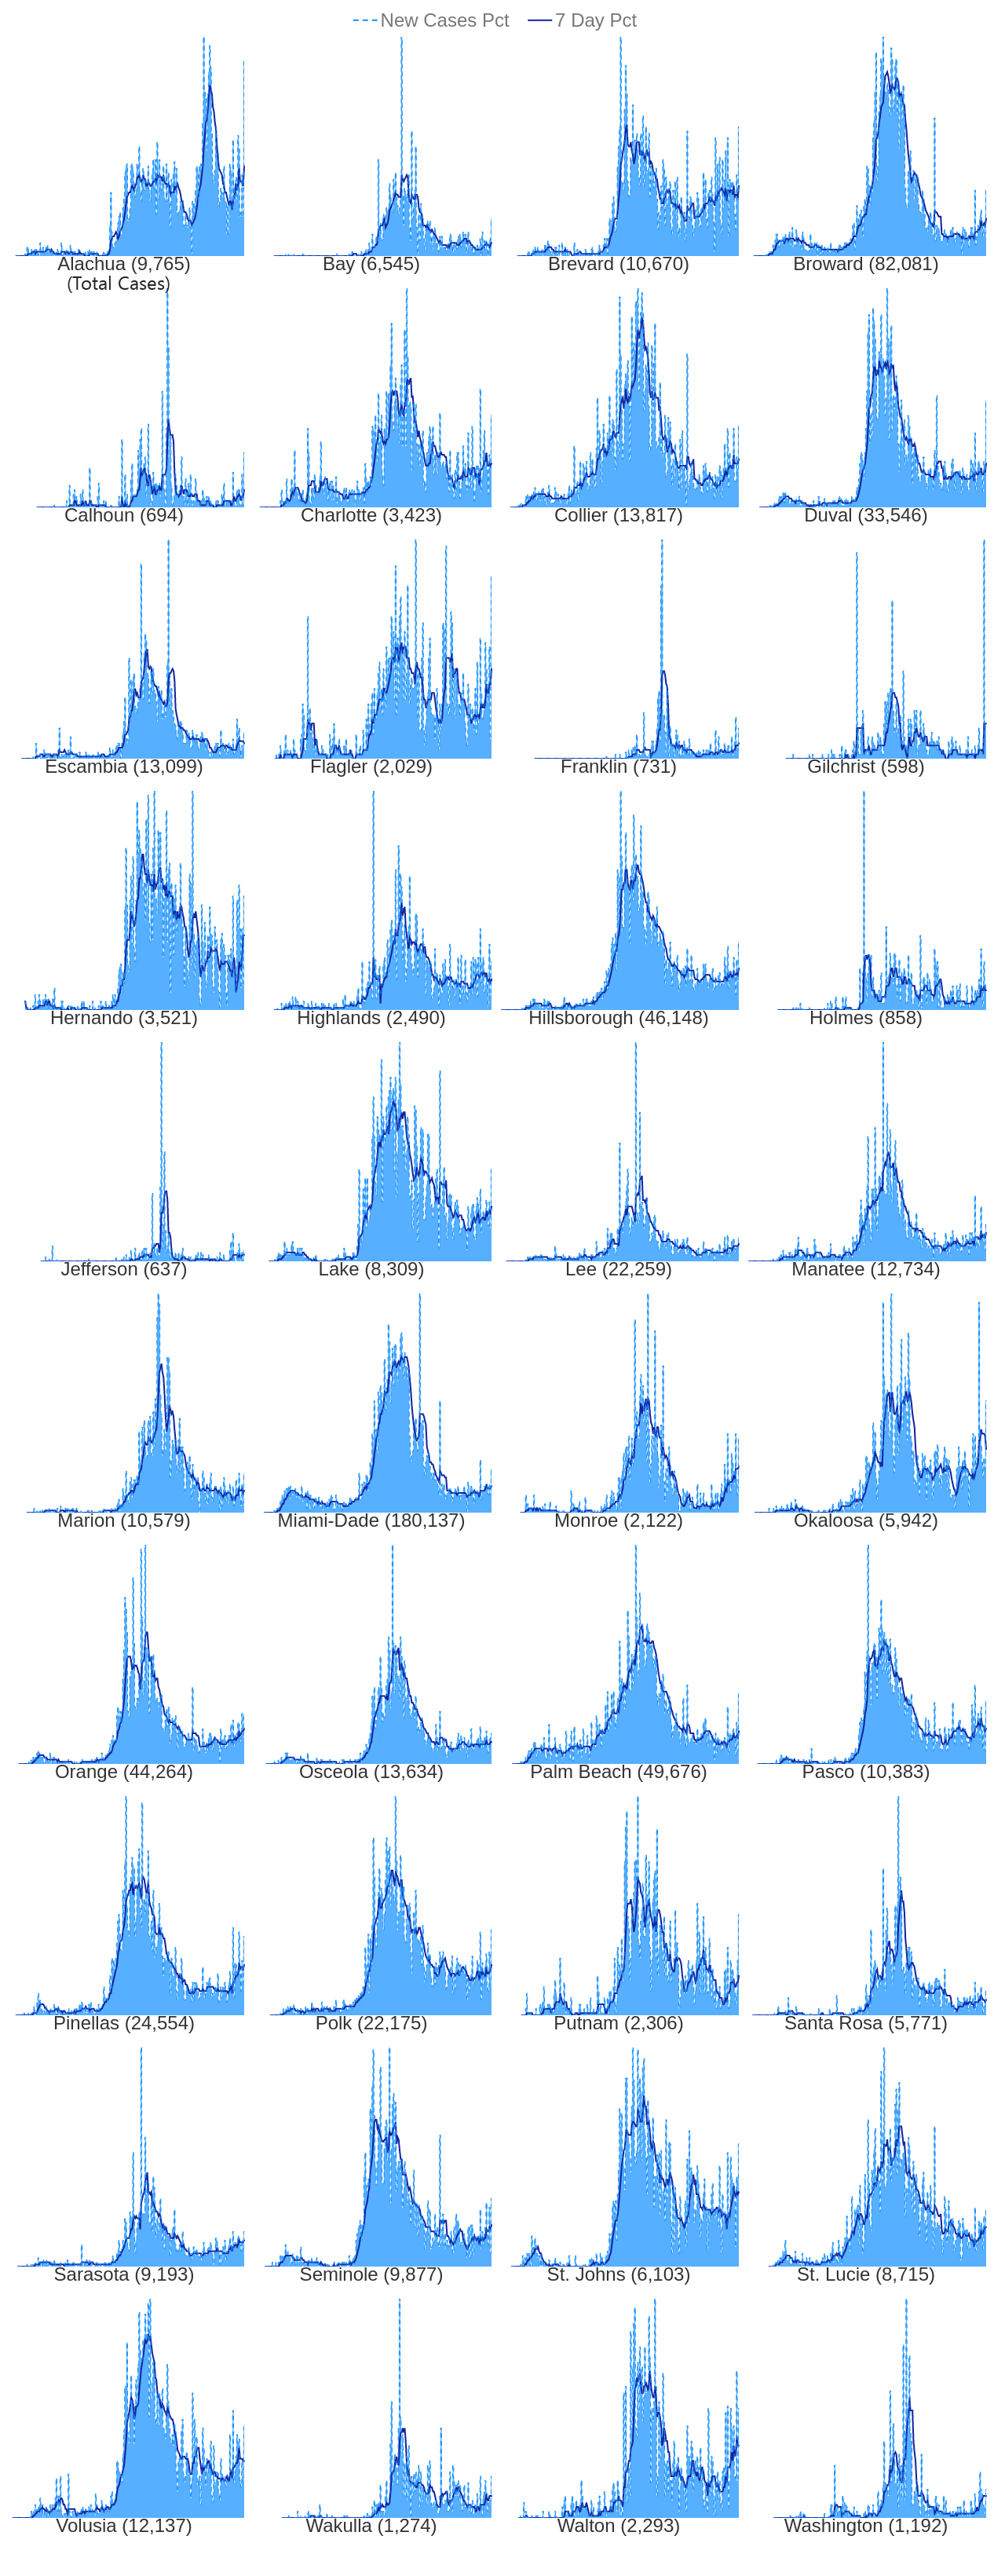 New Cases Pct 7 Day Pct
Alachua (9,765) Bay (6,545) Brevard (10,670) Broward (82,081)
(Total Cases)
Calhoun (694) Charlotte (3,423) Collier (13,817) Duval (33,546)
Escambia (13,099) Flagler (2,029) Franklin (731) Gilchrist (598)
Hernando (3,521) Highlands (2,490) Hillsborough (46,148) Holmes (858)
Jefferson (637) Lake (8,309) Lee (22,259) Manatee (12,734)
Marion (10,579) Miami-Dade (180,137) Monroe (2,122) Okaloosa (5,942)
Orange (44,264) Osceola (13,634) Palm Beach (49,676) Pasco (10,383)
Pinellas (24,554) Polk (22,175) Putnam (2,306) Santa Rosa (5,771)
Sarasota (9,193) Seminole (9,877) St. Johns (6,103) St. Lucie (8,715)
Volusia (12,137) Wakulla (1,274) Walton (2,293) Washington (1,192)